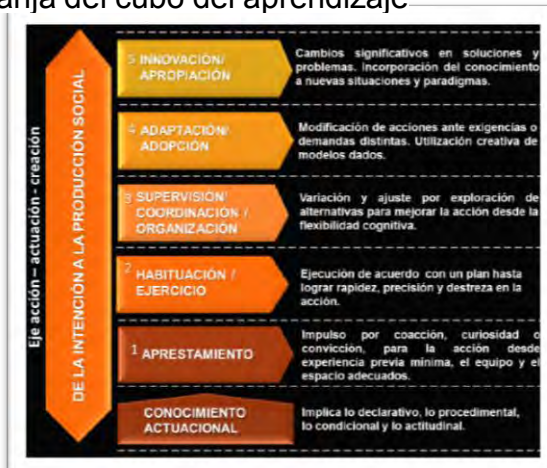 anja del cubo del aprendizaje
Eje acción – actuación - creación
DE LA INTENCIÓN A LA PRODUCCIÓN SOCIAL
5 INNOVACIÓN/
APROPIACIÓN
Cambios significativos en soluciones y
problemas. Incorporación del conocimiento
a nuevas situaciones y paradigmas.
4 ADAPTACIÓN/
ADOPCIÓN
Modificación de acciones ante exigencias o
demandas distintas. Utilización creativa de
modelos dados.
3 SUPERVISIÓN/
COORDINACIÓN /
ORGANIZACIÓN
Variación y ajuste por exploración de
alternativas para mejorar la acción desde la
flexibilidad cognitiva.
2 HABITUACIÓN /
EJERCICIO
Ejecución de acuerdo con un plan hasta
lograr rapidez, precisión y destreza en la
acción.
1 APRESTAMIENTO
Impulso por coacción, curiosidad o
convicción, para la acción desde
experiencia previa mínima, el equipo y el
espacio adecuados.
CONOCIMIENTO
ACTUACIONAL
Implica lo declarativo, lo procedimental,
lo condicional y lo actitudinal.